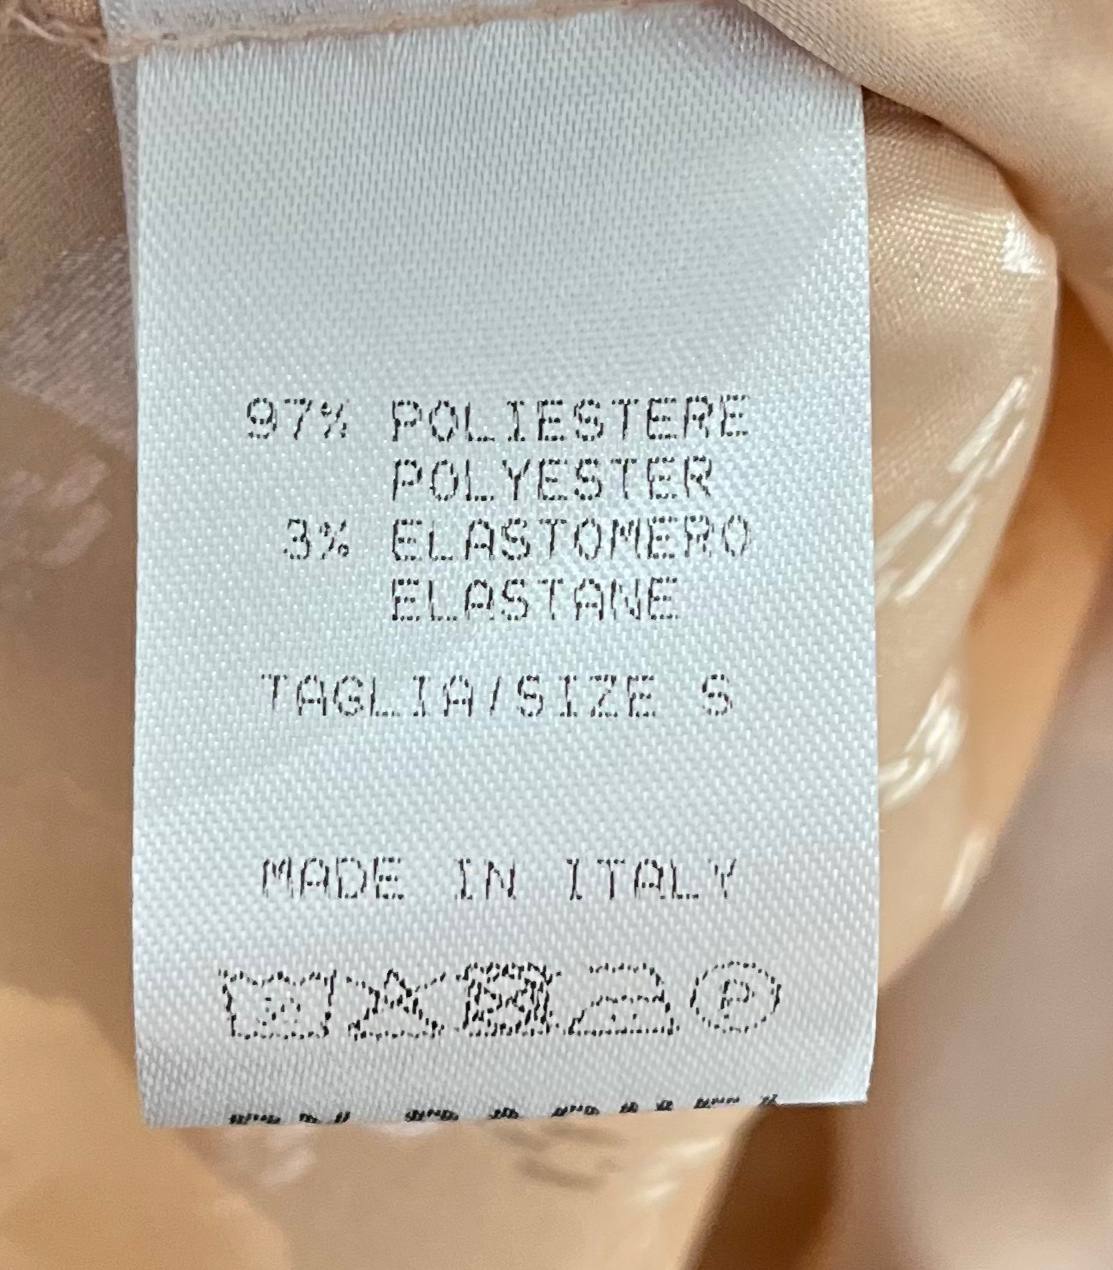 97% POLIESTERE
POLYESTER
3% ELASTOMERO
ELASTANE
TAGLIA/SIZE S
MADE IN ITALY
P